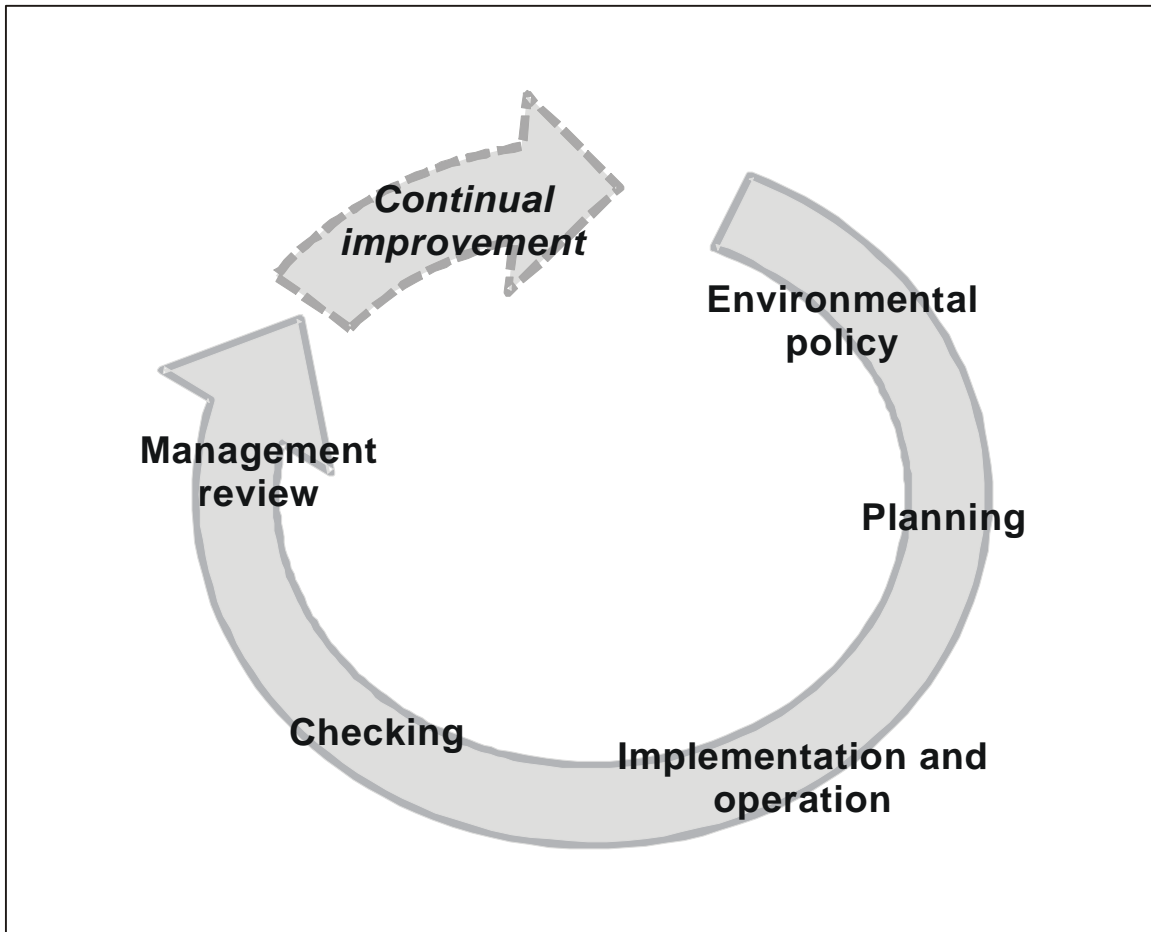 Continual
improvement
Environmental
policy
Planning
Implementation and
operation
Checking
Management
review